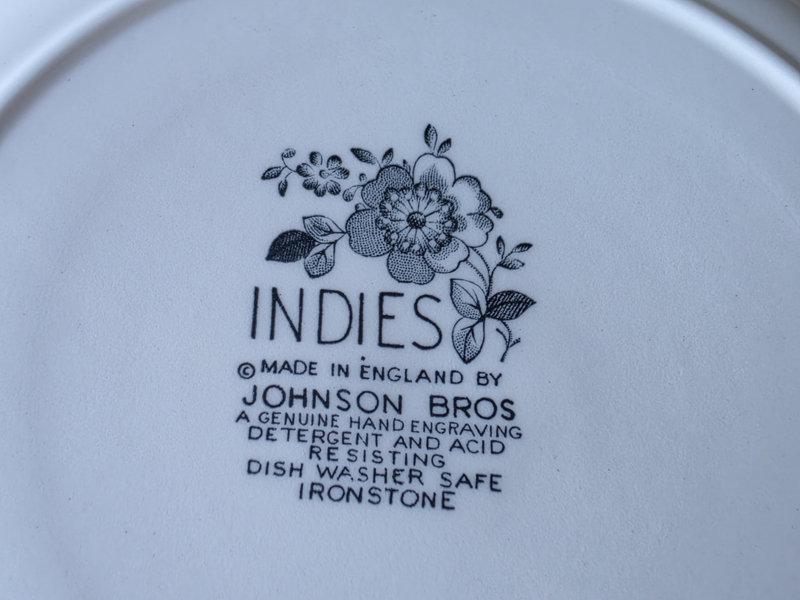 INDIES
© MADE IN ENGLAND BY
JOHNSON BROS
A GENUINE HAND ENGRAVING
DETERGENT AND ACID
RESISTING
DISH WASHER SAFE
IRONSTONE